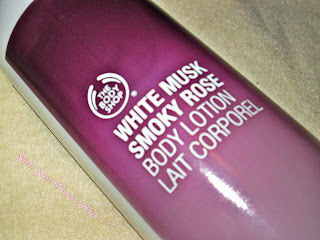 THE
BODY
SHOP
®
WHITE MUSK
SMOKY ROSE
BODY LOTION
LAIT CORPOREL